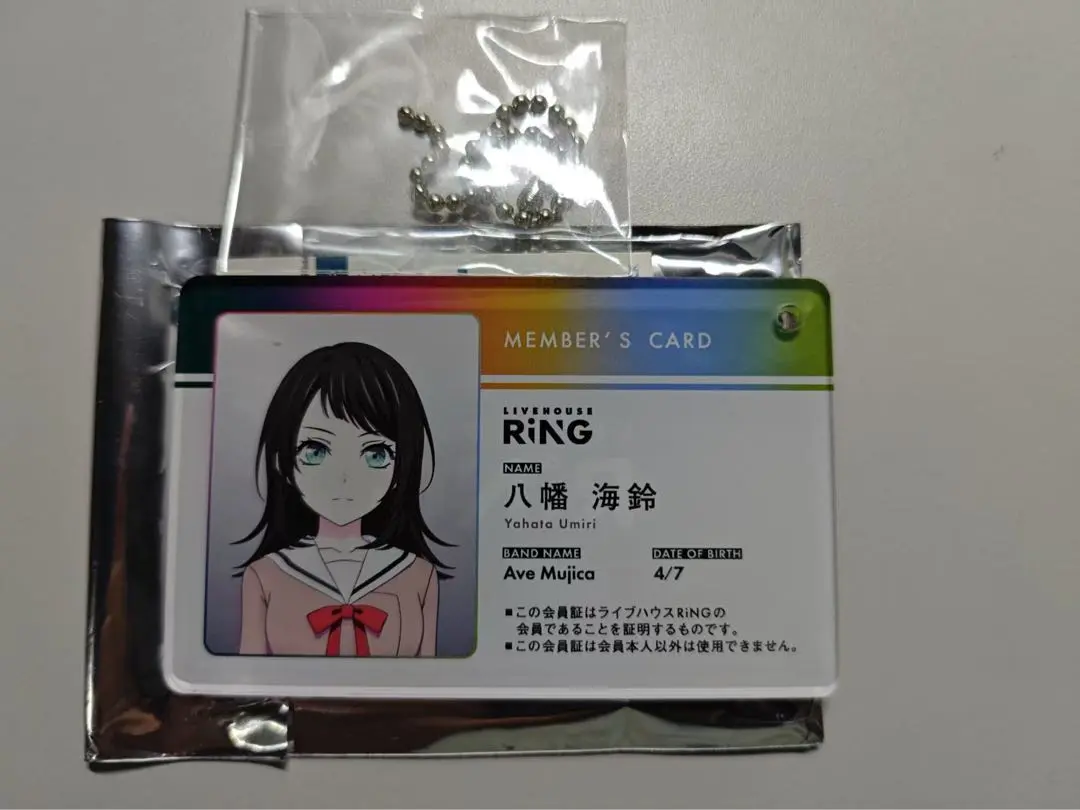 MEMBER'S CARD
LIVEHOUSE
RiNG
NAME
八幡 海鈴
Yahata Umiri
BAND NAME
DATE OF BIRTH
Ave Mujica
4/7
■この会員証はライブハウスRiNGの
会員であることを証明するものです。
■この会員証は会員本人以外は使用できません。